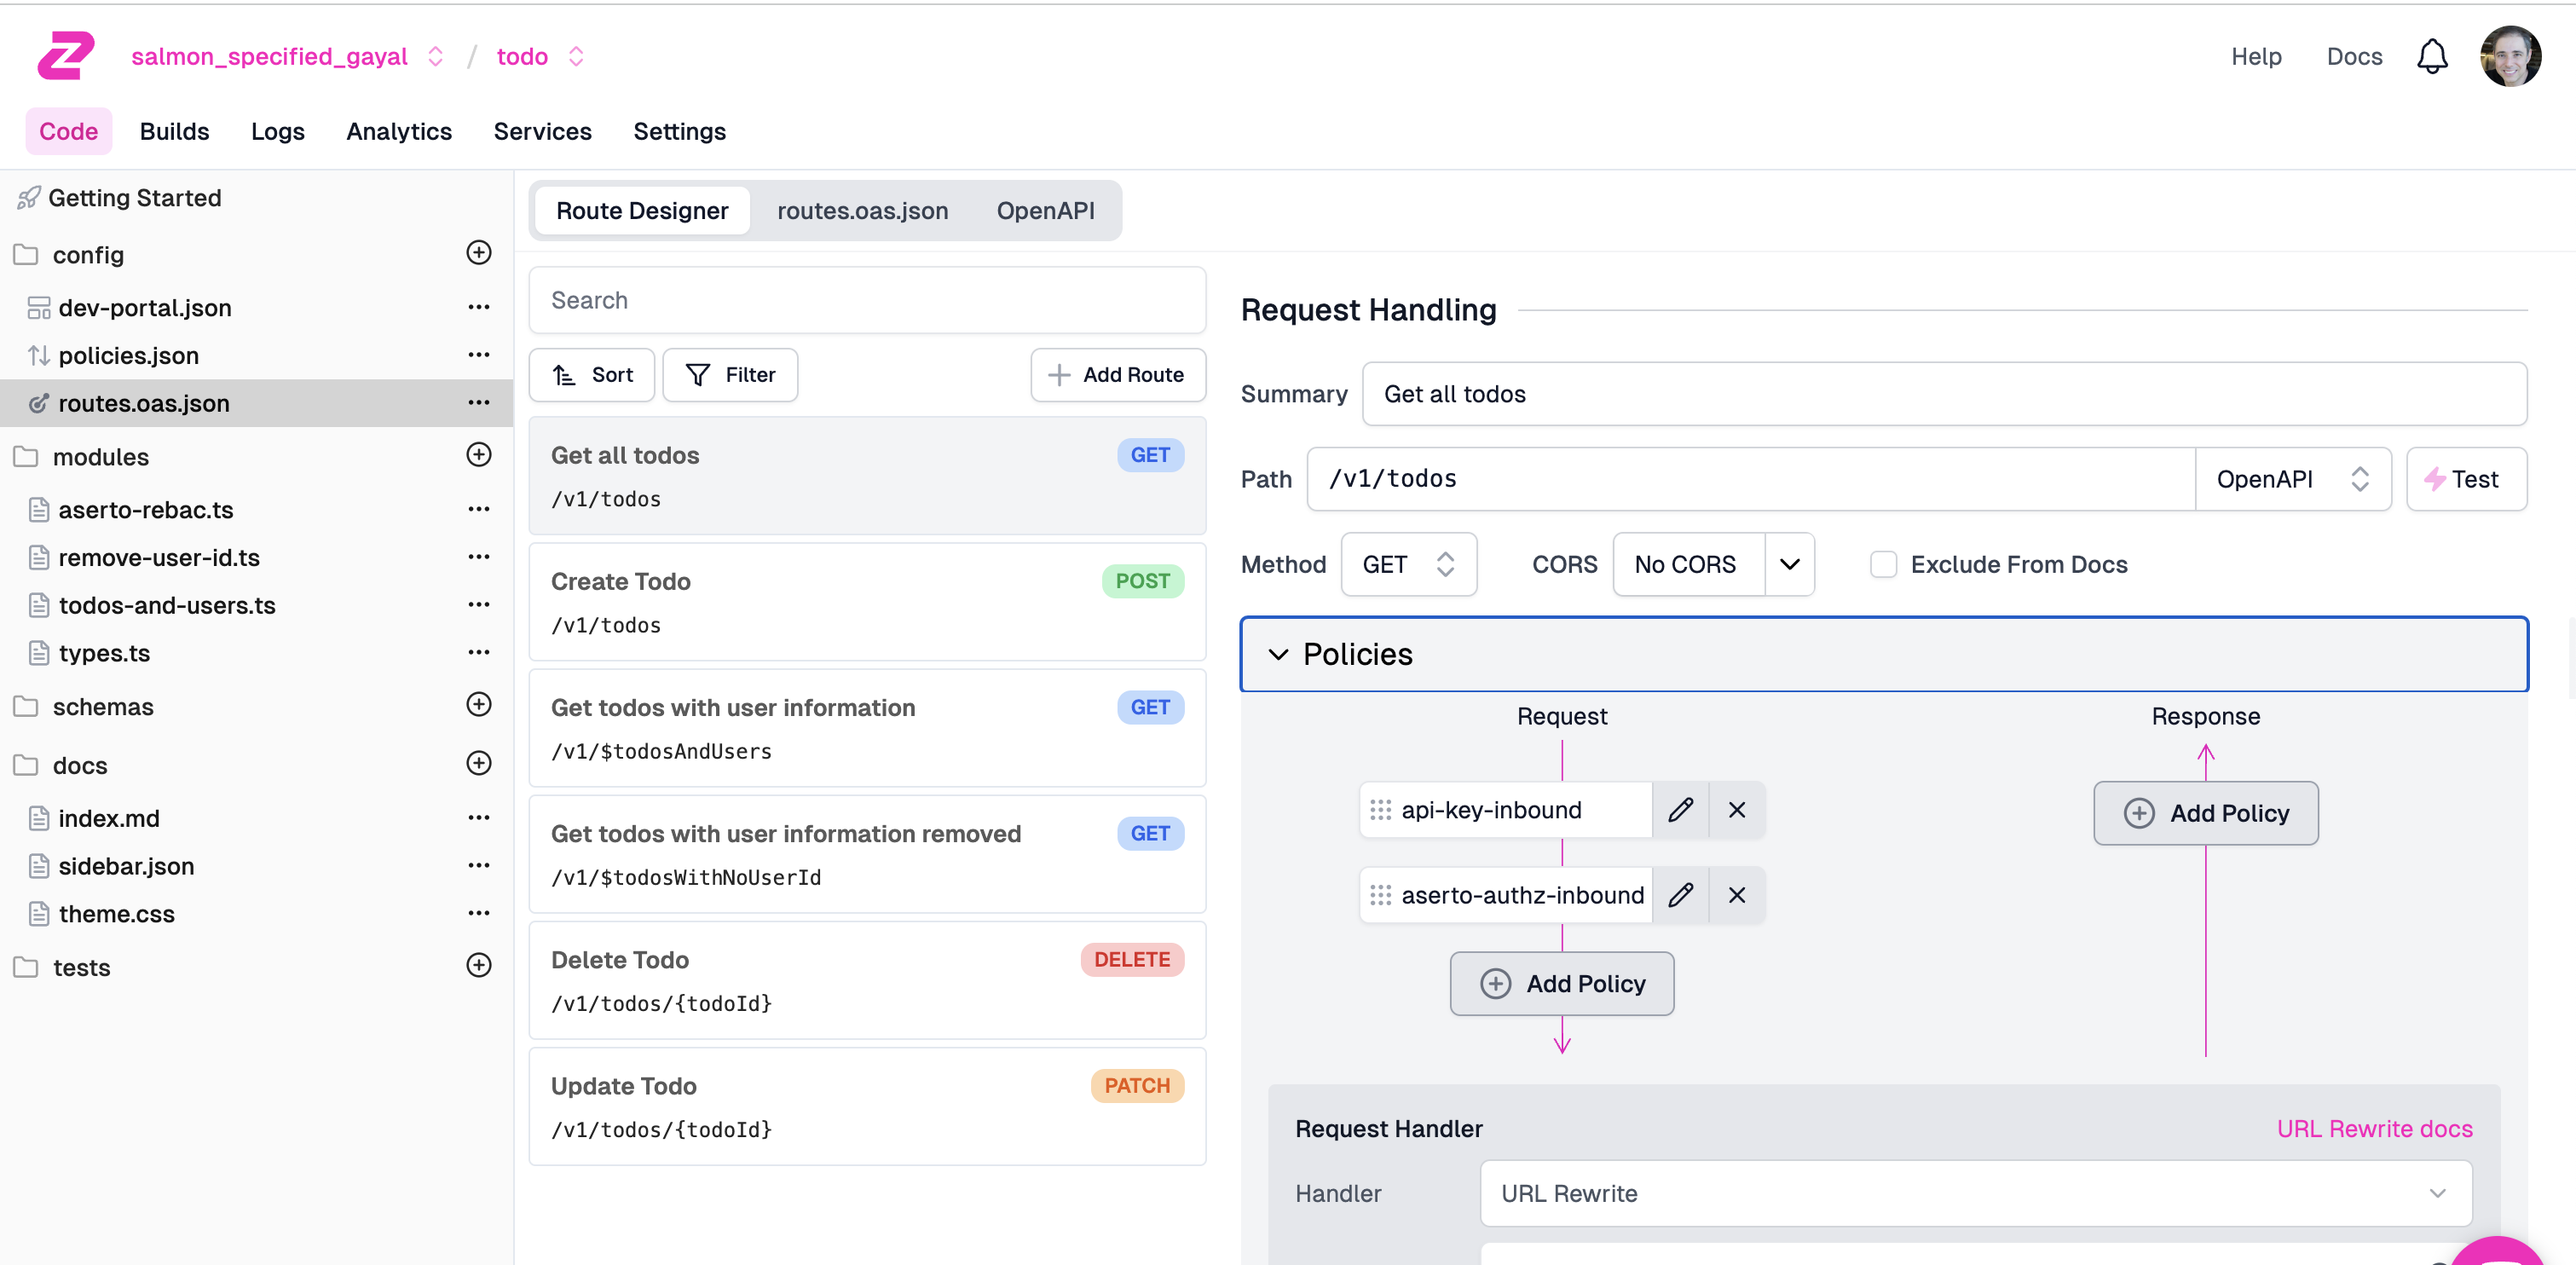 salmon_specified_gayal / todo
Help Docs
Code Builds Logs Analytics Services Settings
Getting Started
config
dev-portal.json
policies.json
routes.oas.json
modules
aserto-rebac.ts
remove-user-id.ts
todos-and-users.ts
types.ts
schemas
docs
index.md
sidebar.json
theme.css
tests
Route Designer routes.oas.json OpenAPI
Search
Sort Filter Add Route
Get all todos GET
/v1/todos
Create Todo POST
/v1/todos
Get todos with user information GET
/v1/$todosAndUsers
Get todos with user information removed GET
/v1/$todosWithNoUserId
Delete Todo DELETE
/v1/todos/{todoId}
Update Todo PATCH
/v1/todos/{todoId}
Request Handling
Summary Get all todos
Path /v1/todos OpenAPI Test
Method GET CORS No CORS Exclude From Docs
Policies
Request Response
api-key-inbound
Add Policy
aserto-authz-inbound
Add Policy
Request Handler URL Rewrite docs
Handler URL Rewrite